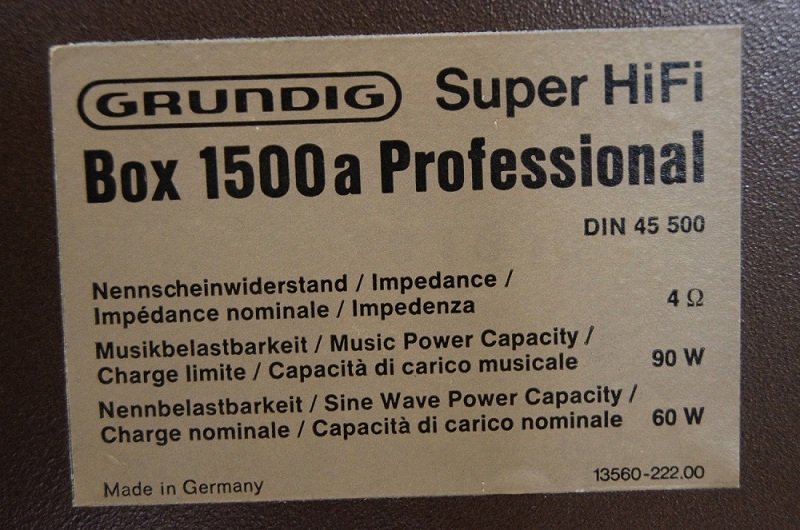 GRUNDIG Super HiFi
Box 1500a Professional
DIN 45 500
Nennscheinwiderstand / Impedance /
Impédance nominale / Impedenza 4 Ω
Musikbelastbarkeit / Music Power Capacity /
Charge limite / Capacità di carico musicale 90 W
Nennbelastbarkeit / Sine Wave Power Capacity /
Charge nominale / Capacità di carico nominale 60 W
Made in Germany 13560-222.00